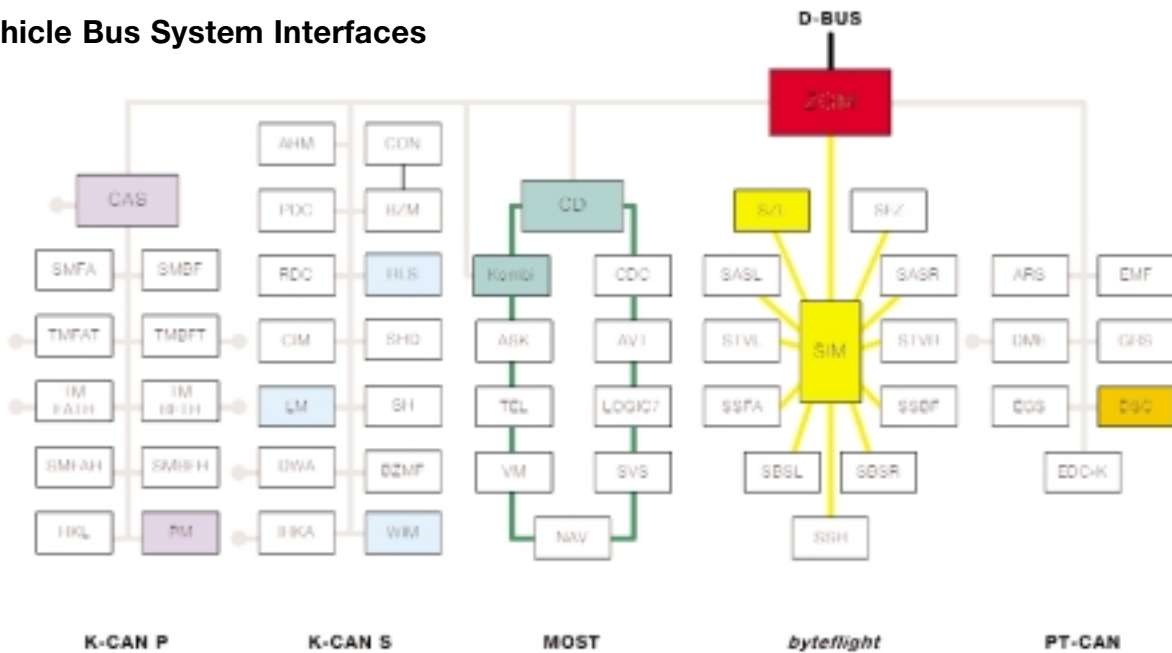 hicle Bus System Interfaces
D-BUS
ZGM
AHM
CON
CAS
CD
PDC
BZM
SZL
SFZ
SMFA
SMBF
RDC
RLS
Kombi
CDC
SASL
SASR
ARS
EMF
TMFAT
TMBFT
CIM
SHD
ASK
AVT
STVL
SIM
STVR
DME
GRS
TM
FATH
TM
BFTH
LM
SH
TEL
LOGIC7
SSFA
SSBF
EGS
DSC
SMFAH
SMBFH
DWA
BZMF
VM
SVS
SBSL
SBSR
EDC-K
HKL
PM
IHKA
WIM
NAV
SSH
K-CAN P
K-CAN S
MOST
byteflight
PT-CAN